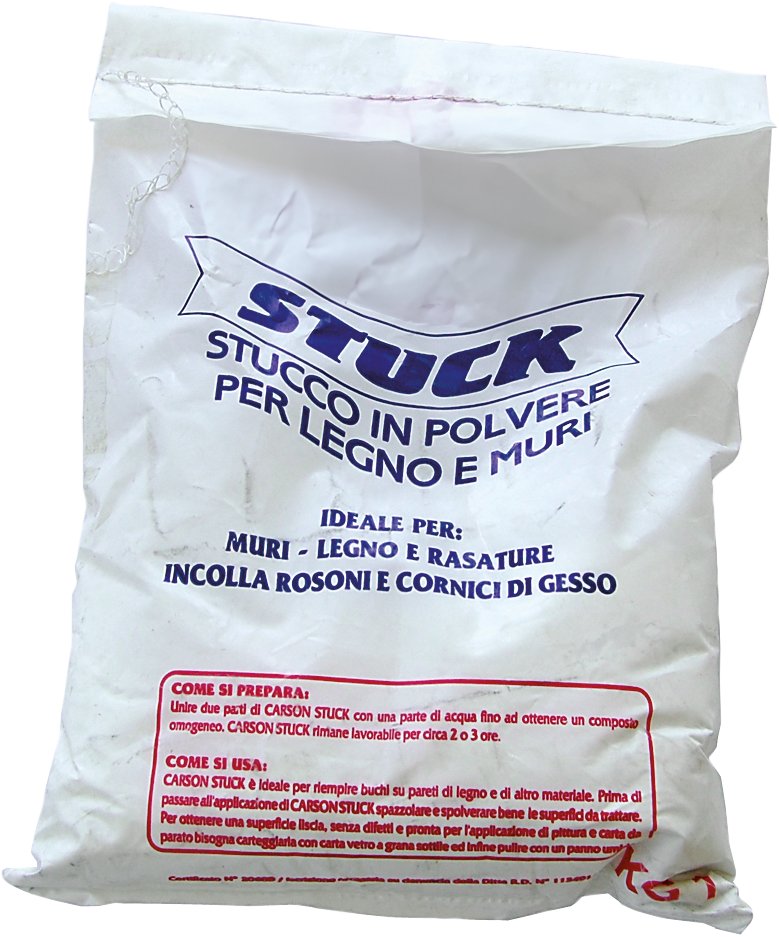 STUCK
STUCCO IN POLVERE
PER LEGNO E MURI
IDEALE PER:
MURI - LEGNO E RASATURE
INCOLLA ROSONI E CORNICI DI GESSO
COME SI PREPARA:
Unire due parti di CARSON STUCK con una parte di acqua fino ad ottenere un composto
omogeneo. CARSON STUCK rimane lavorabile per circa 2 o 3 ore.
COME SI USA:
CARSON STUCK è ideale per riempire buchi su pareti di legno e di altro materiale. Prima di
passare all'applicazione di CARSON STUCK spazzolare e spolverare bene le superfici da trattare.
Per ottenere una superficie liscia, senza difetti e pronta per l'applicazione di pittura e carta da
parato bisogna carteggiarla con carta vetro a grana sottile ed infine pulire con un panno
Certificato N°
della Ditta R.D. N°
KG